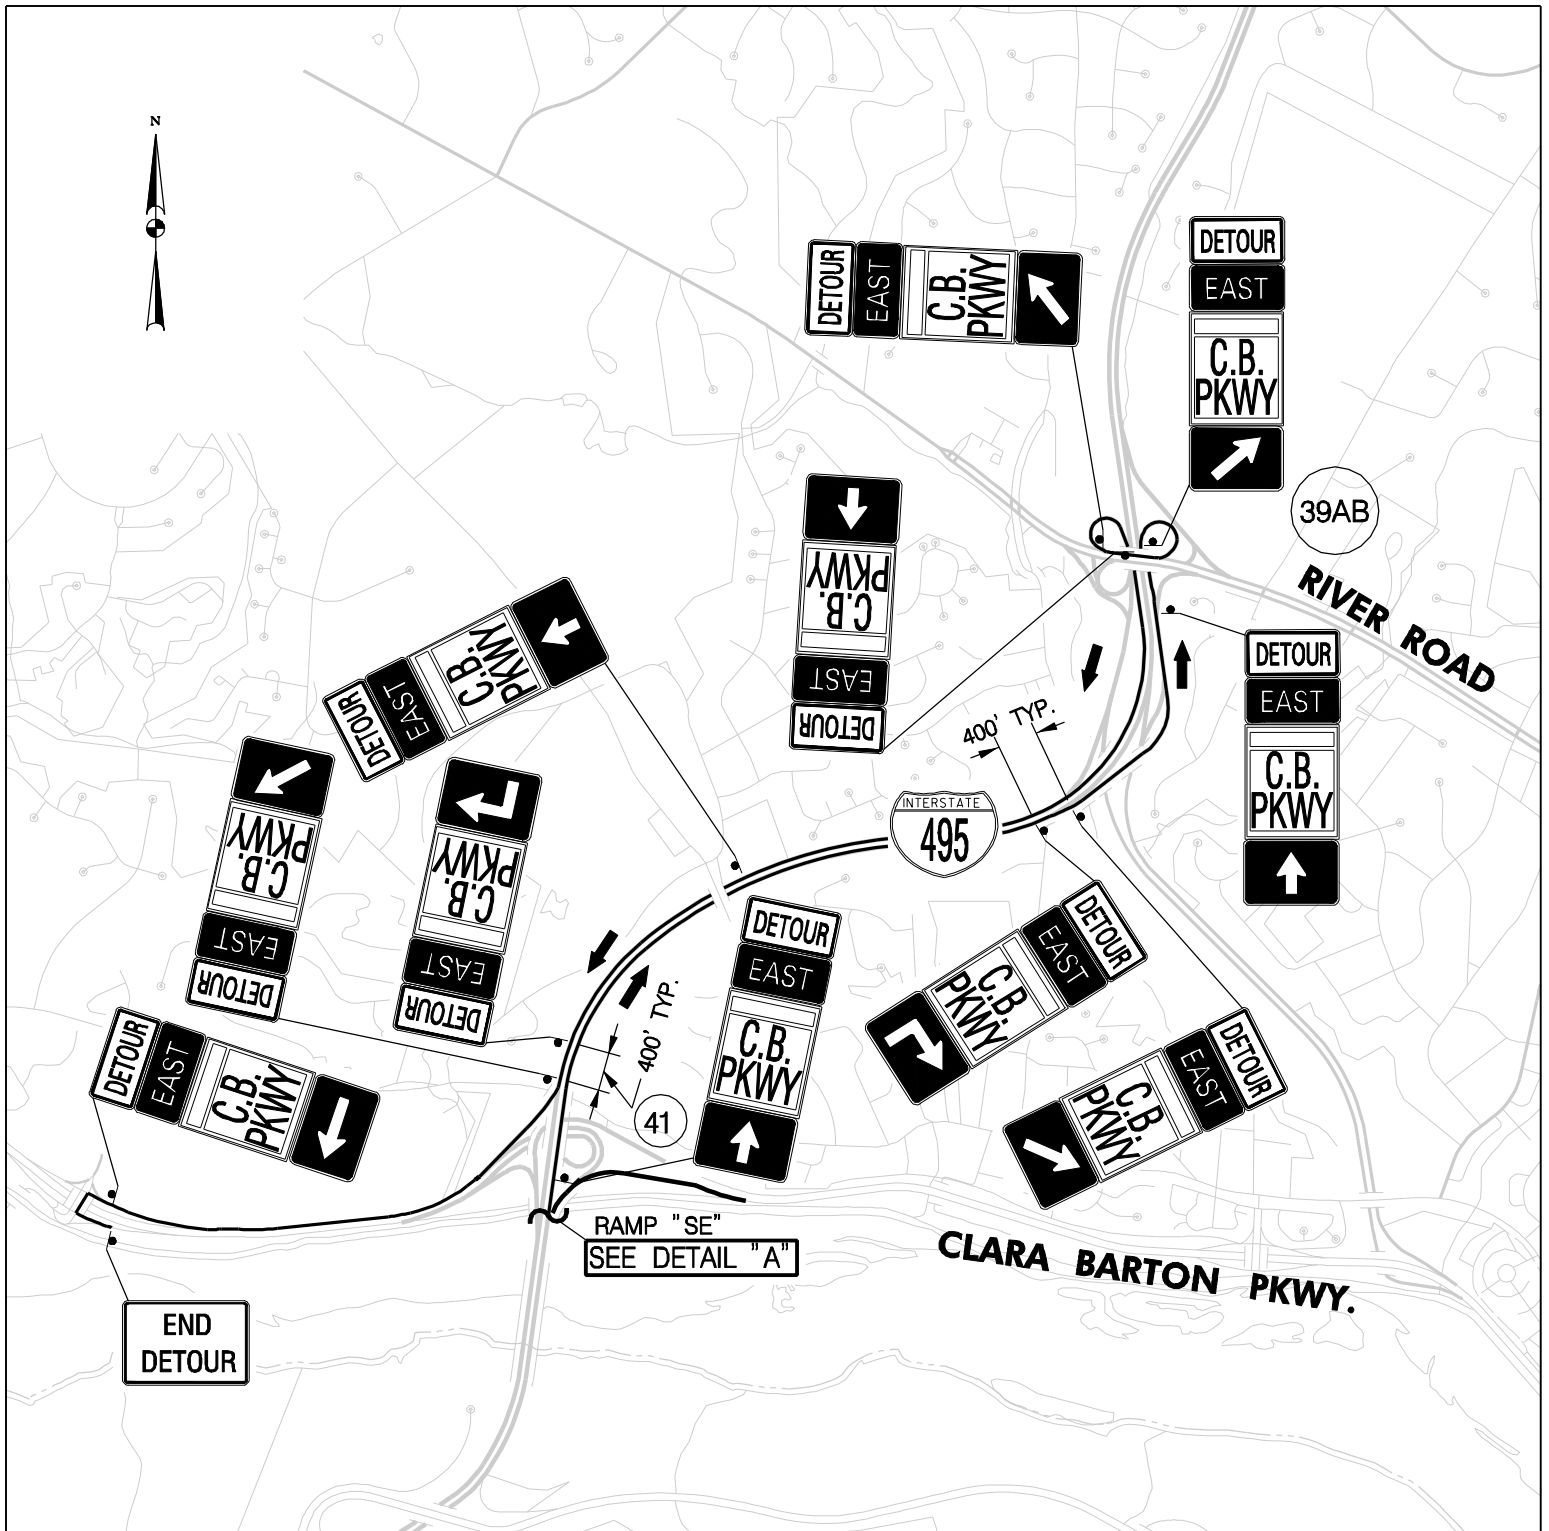 N
DETOUR
EAST
C.B.
PKWY
DETOUR
EAST
C.B.
PKWY
39AB
DETOUR
EAST
C.B.
PKWY
RIVER ROAD
DETOUR
EAST
C.B.
PKWY
DETOUR
EAST
C.B.
PKWY
400' TYP.
INTERSTATE
495
DETOUR
EAST
C.B.
PKWY
DETOUR
EAST
C.B.
PKWY
DETOUR
EAST
C.B.
PKWY
DETOUR
EAST
C.B.
PKWY
400' TYP.
41
DETOUR
EAST
C.B.
PKWY
DETOUR
EAST
C.B.
PKWY
RAMP "SE"
SEE DETAIL "A"
CLARA BARTON PKWY.
END
DETOUR